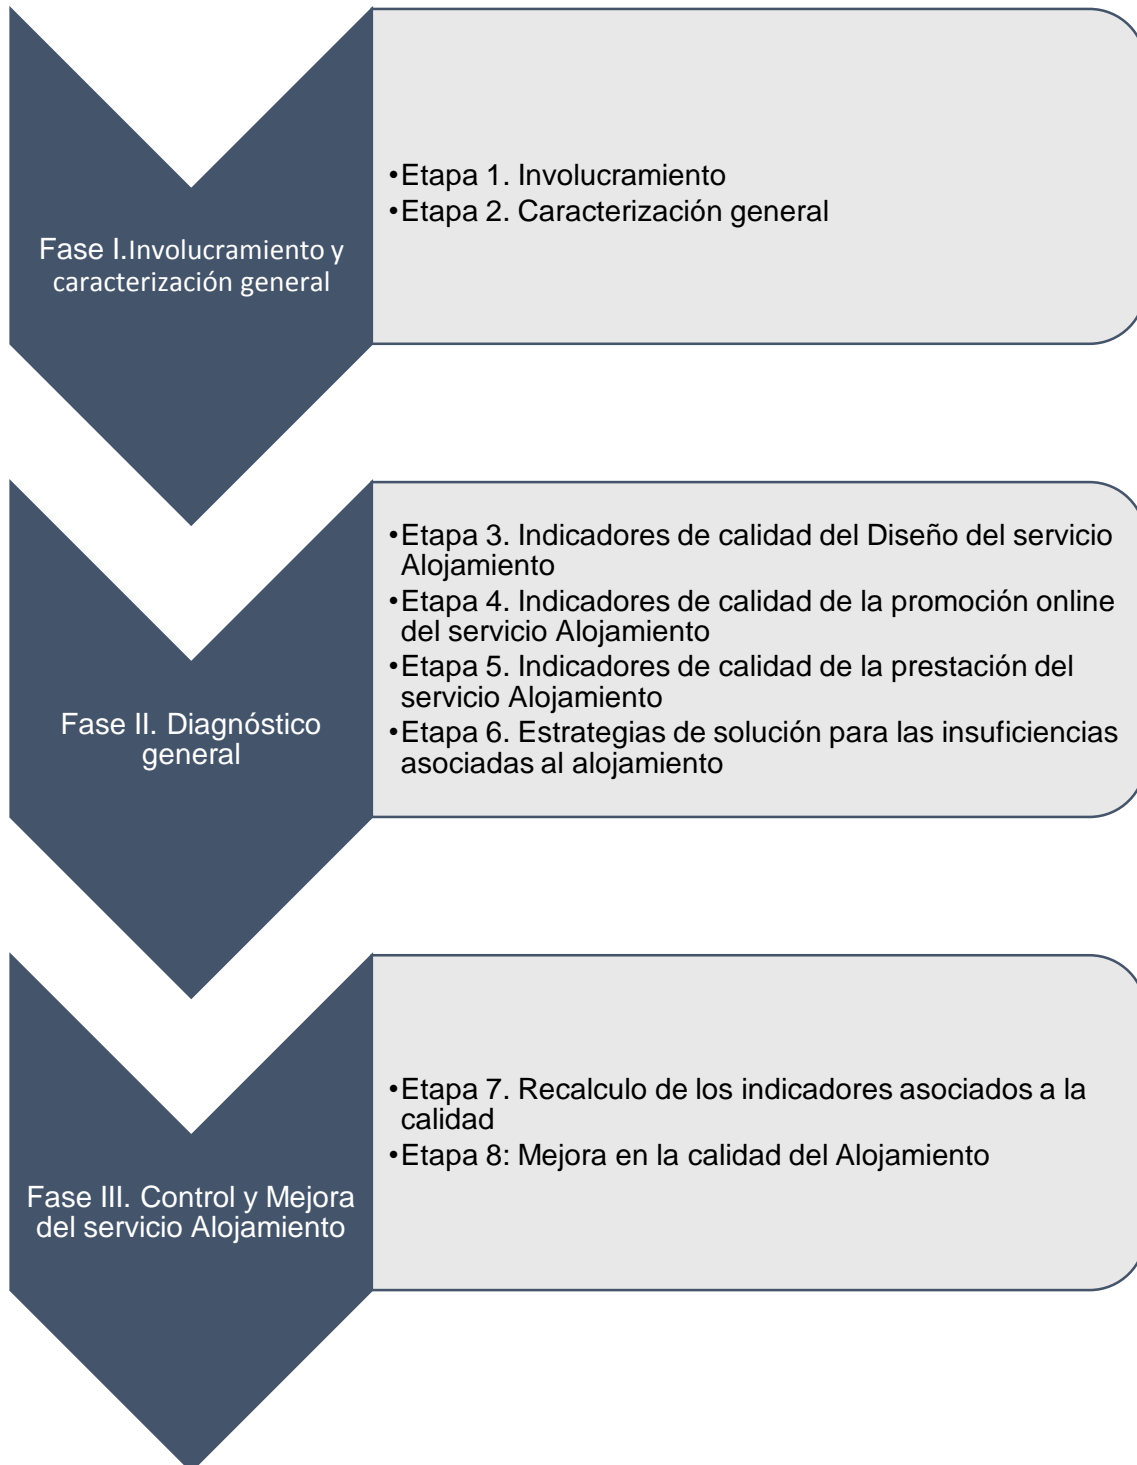 Fase I.Involucramiento y
caracterización general
•Etapa 1. Involucramiento
•Etapa 2. Caracterización general
Fase II. Diagnóstico
general
•Etapa 3. Indicadores de calidad del Diseño del servicio
Alojamiento
•Etapa 4. Indicadores de calidad de la promoción online
del servicio Alojamiento
•Etapa 5. Indicadores de calidad de la prestación del
servicio Alojamiento
•Etapa 6. Estrategias de solución para las insuficiencias
asociadas al alojamiento
Fase III. Control y Mejora
del servicio Alojamiento
•Etapa 7. Recalculo de los indicadores asociados a la
calidad
•Etapa 8: Mejora en la calidad del Alojamiento